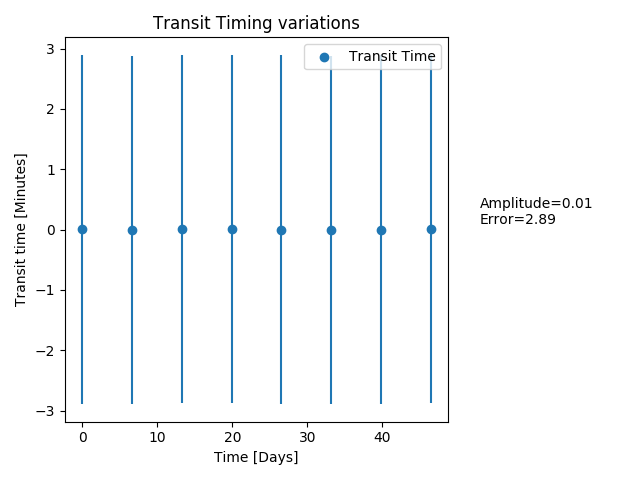 Transit Timing variations
Transit Time
3
2
1
0
−1
−2
−3
Transit time [Minutes]
0
10
20
30
40
Time [Days]
Amplitude=0.01
Error=2.89